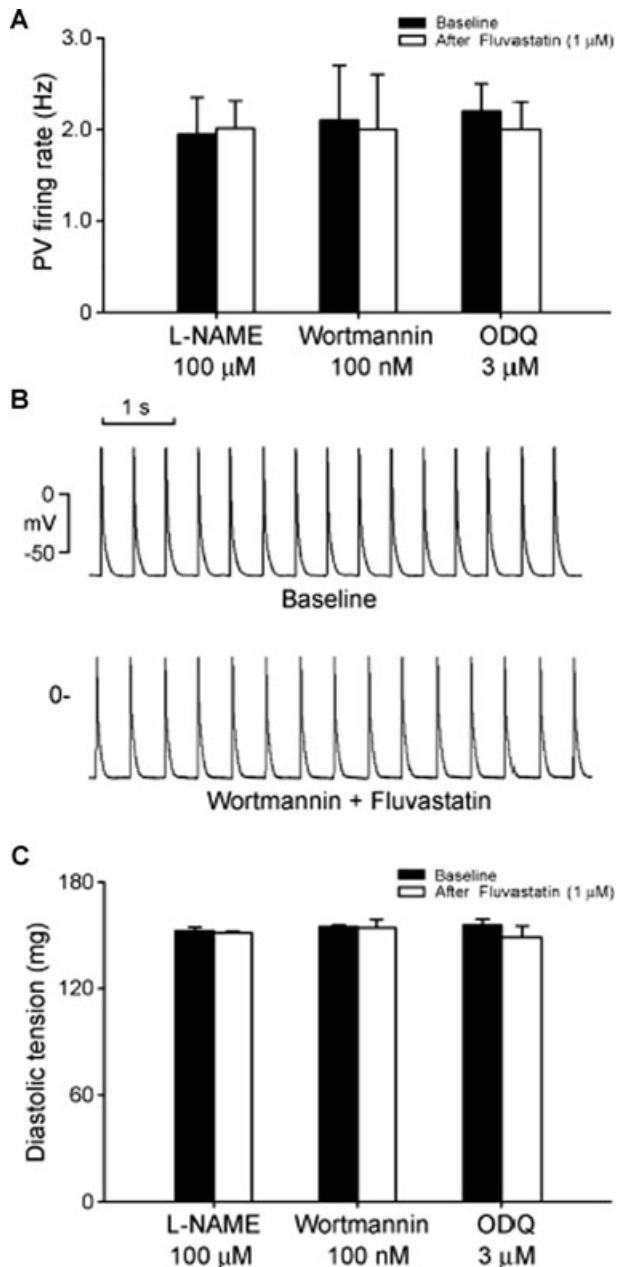 A
Baseline
After Fluvastatin (1 μM)
PV firing rate (Hz)
3.0
2.0
1.0
0
L-NAME
100 μM
Wortmannin
100 nM
ODQ
3 μM
B
1 s
0
mV
-50
Baseline
0-
Wortmannin + Fluvastatin
C
Baseline
After Fluvastatin (1 μM)
Diastolic tension (mg)
180
120
60
0
L-NAME
100 μM
Wortmannin
100 nM
ODQ
3 μM